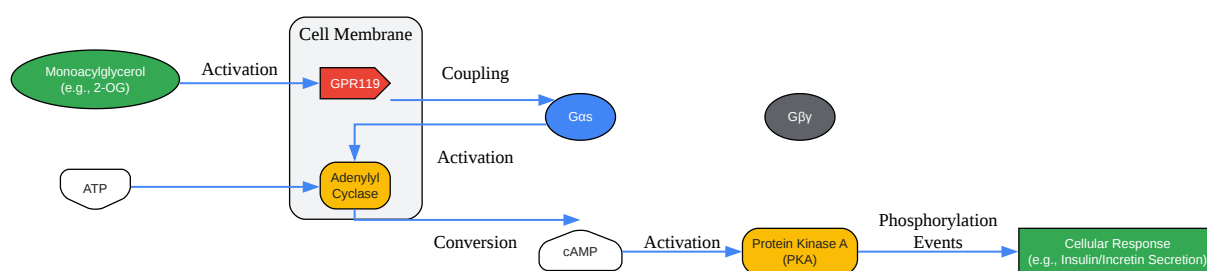 Cell Membrane
Monoacylglycerol
(e.g., 2-OG)
Activation
GPR119
Coupling
Gαs
Gβγ
Activation
ATP
Adenylyl
Cyclase
Conversion
cAMP
Activation
Protein Kinase A
(PKA)
Phosphorylation
Events
Cellular Response
(e.g., Insulin/Incretin Secretion)